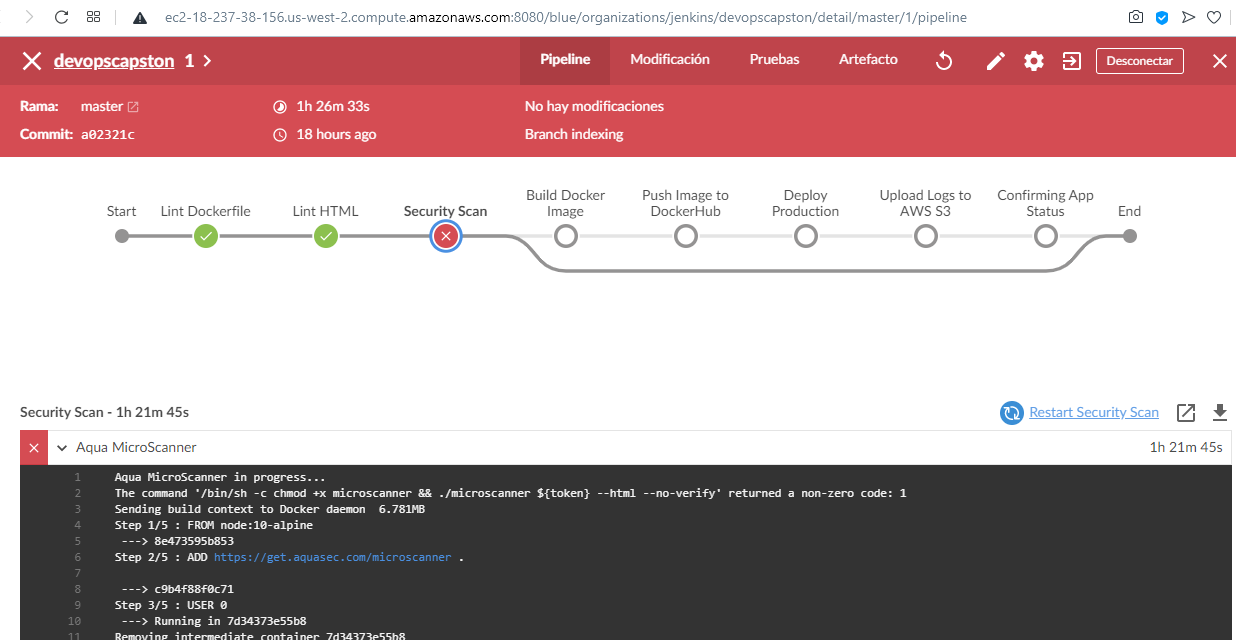 ec2-18-237-38-156.us-west-2.compute.amazonaws.com:8080/blue/organizations/jenkins/devopscapston/detail/master/1/pipeline
devopscapston 1 Pipeline Modificación Pruebas Artefacto Desconectar
Rama: master 1h 26m 33s No hay modificaciones
Commit: a02321c 18 hours ago Branch indexing
Start Lint Dockerfile Lint HTML Security Scan
Build Docker Image
Push Image to DockerHub
Deploy Production
Upload Logs to AWS S3
Confirming App Status
End
Security Scan - 1h 21m 45s Restart Security Scan
Aqua MicroScanner 1h 21m 45s
1 Aqua MicroScanner in progress...
2 The command '/bin/sh -c chmod +x microscanner && ./microscanner ${token} --html --no-verify' returned a non-zero code: 1
3 Sending build context to Docker daemon 6.781MB
4 Step 1/5 : FROM node:10-alpine
5 ---> 8e473595b853
6 Step 2/5 : ADD https://get.aquasec.com/microscanner .
7
8 ---> c9b4f88f0c71
9 Step 3/5 : USER 0
10 ---> Running in 7d34373e55b8
11 Removing intermediate container 7d34373e55b8